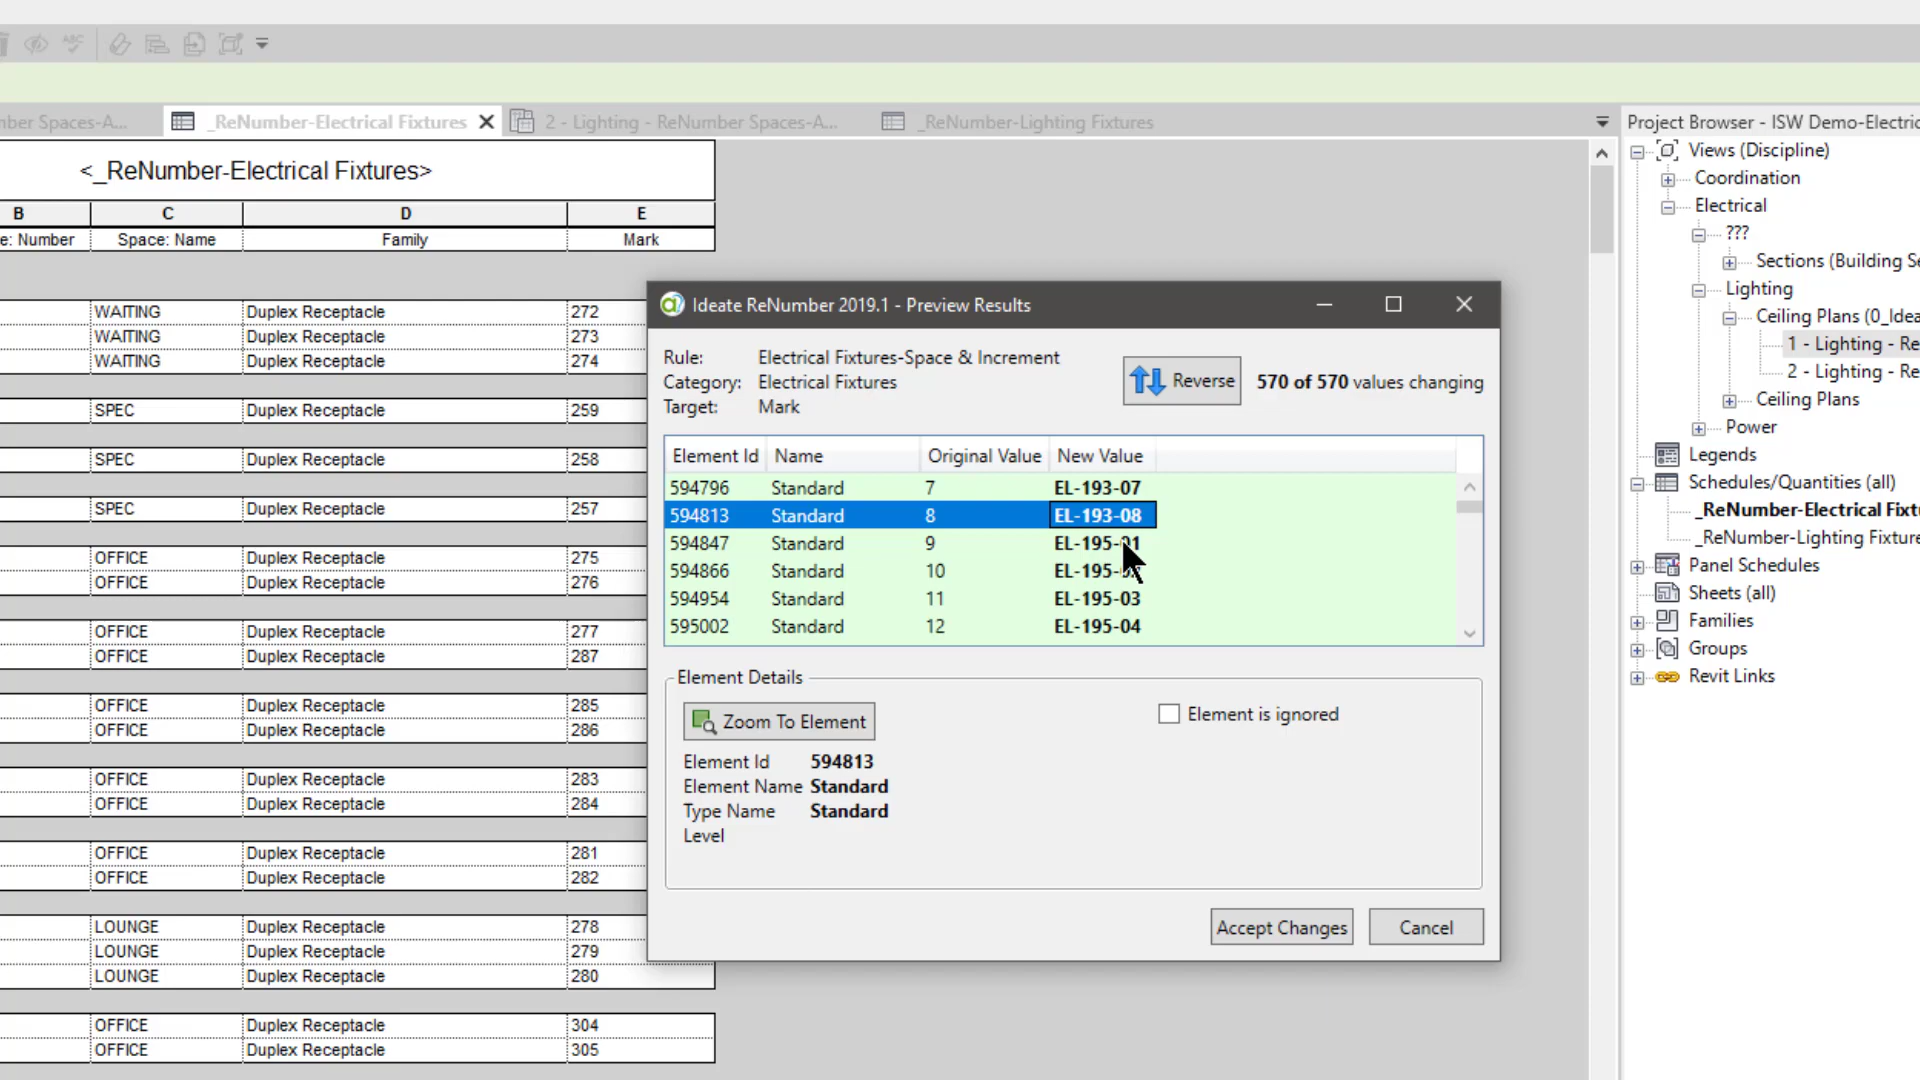 nber Spaces-A...
_ReNumber-Electrical Fixtures
2 - Lighting - ReNumber Spaces-A...
_ReNumber-Lighting Fixtures
Project Browser - ISW Demo-Electric
<_ReNumber-Electrical Fixtures>
B C D E
e: Number Space: Name Family Mark
WAITING Duplex Receptacle 272
WAITING Duplex Receptacle 273
WAITING Duplex Receptacle 274
SPEC Duplex Receptacle 259
SPEC Duplex Receptacle 258
SPEC Duplex Receptacle 257
OFFICE Duplex Receptacle 275
OFFICE Duplex Receptacle 276
OFFICE Duplex Receptacle 277
OFFICE Duplex Receptacle 287
OFFICE Duplex Receptacle 285
OFFICE Duplex Receptacle 286
OFFICE Duplex Receptacle 283
OFFICE Duplex Receptacle 284
OFFICE Duplex Receptacle 281
OFFICE Duplex Receptacle 282
LOUNGE Duplex Receptacle 278
LOUNGE Duplex Receptacle 279
LOUNGE Duplex Receptacle 280
OFFICE Duplex Receptacle 304
OFFICE Duplex Receptacle 305
Ideate ReNumber 2019.1 - Preview Results
Rule: Electrical Fixtures-Space & Increment
Category: Electrical Fixtures
Target: Mark
Reverse
570 of 570 values changing
Element Id Name Original Value New Value
594796 Standard 7 EL-193-07
594813 Standard 8 EL-193-08
594847 Standard 9 EL-195-01
594866 Standard 10 EL-195-
594954 Standard 11 EL-195-03
595002 Standard 12 EL-195-04
Element Details
Zoom To Element
Element is ignored
Element Id 594813
Element Name Standard
Type Name Standard
Level
Accept Changes Cancel
Views (Discipline)
Coordination
Electrical
???
Sections (Building Se
Lighting
Ceiling Plans (0_Idea
1 - Lighting - Re
2 - Lighting - Re
Ceiling Plans
Power
Legends
Schedules/Quantities (all)
_ReNumber-Electrical Fixtu
_ReNumber-Lighting Fixture
Panel Schedules
Sheets (all)
Families
Groups
Revit Links